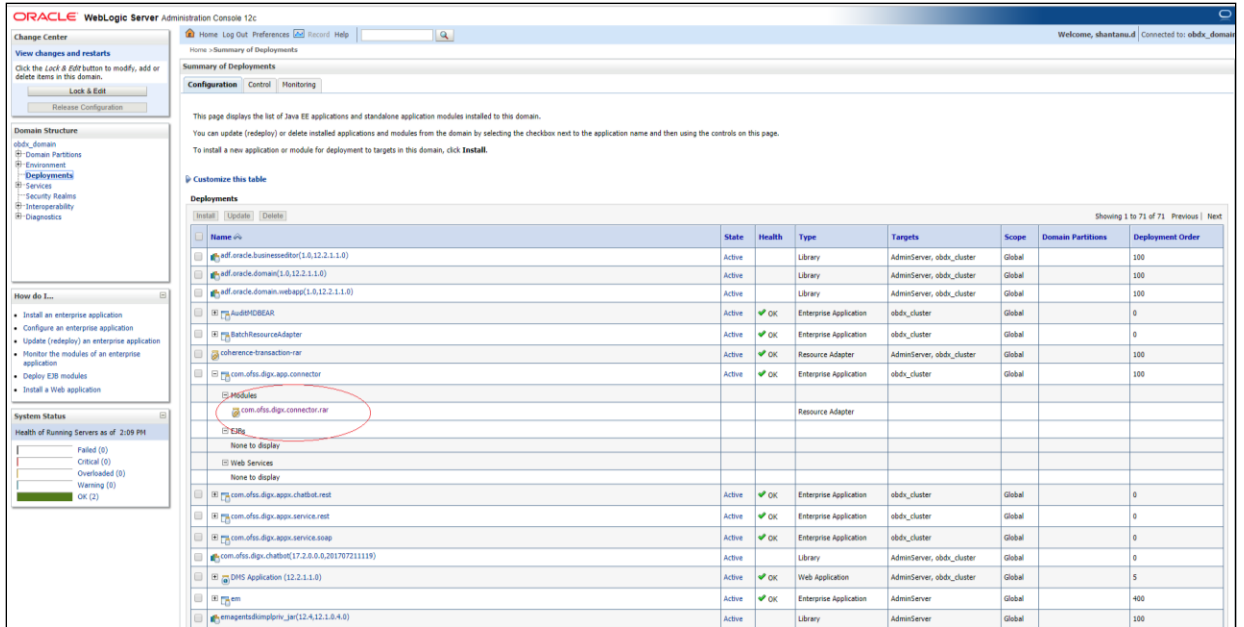 ORACLE WebLogic Server Administration Console 12c
Change Center
View changes and restarts
Click the Lock & Edit button to modify, add or
delete items in this domain.
Lock & Edit
Release Configuration
Domain Structure
obdx_domain
Domain Partitions
Environment
Deployments
Services
Security Realms
Interoperability
Diagnostics
How do I...
Install an enterprise application
Configure an enterprise application
Update (redeploy) an enterprise application
Monitor the modules of an enterprise
application
Deploy EJB modules
Install a Web application
System Status
Health of Running Servers as of 2:09 PM
Failed (0)
Critical (0)
Overloaded (0)
Warning (0)
OK (2)
Home Log Out Preferences Record Help
Welcome, shantanu.d Connected to: obdx_domain
Home >Summary of Deployments
Summary of Deployments
Configuration Control Monitoring
This page displays the list of Java EE applications and standalone application modules installed to this domain.
You can update (redeploy) or delete installed applications and modules from the domain by selecting the checkbox next to the application name and then using the controls on this page.
To install a new application or module for deployment to targets in this domain, click Install.
Customize this table
Deployments
Install Update Delete Showing 1 to 71 of 71 Previous | Next
Name State Health Type Targets Scope Domain Partitions Deployment Order
adf.oracle.businesseditor(1.0,12.2.1.1.0) Active Library AdminServer, obdx_cluster Global 100
adf.oracle.domain(1.0,12.2.1.1.0) Active Library AdminServer, obdx_cluster Global 100
adf.oracle.domain.webapp(1.0,12.2.1.1.0) Active Library AdminServer, obdx_cluster Global 100
AuditMDBEAR Active OK Enterprise Application obdx_cluster Global 0
BatchResourceAdapter Active OK Enterprise Application obdx_cluster Global 0
coherence-transaction-rar Active OK Resource Adapter AdminServer, obdx_cluster Global 100
com.ofss.digx.app.connector Active OK Enterprise Application obdx_cluster Global 100
Modules
com.ofss.digx.connector.rar Resource Adapter
EJBs
None to display
Web Services
None to display
com.ofss.digx.appx.chatbot.rest Active OK Enterprise Application obdx_cluster Global 0
com.ofss.digx.appx.service.rest Active OK Enterprise Application obdx_cluster Global 0
com.ofss.digx.appx.service.soap Active OK Enterprise Application obdx_cluster Global 0
com.ofss.digx.chatbot(17.2.0.0.0,201707211119) Active Library AdminServer, obdx_cluster Global 0
DMS Application (12.2.1.1.0) Active OK Web Application AdminServer, obdx_cluster Global 5
em Active OK Enterprise Application AdminServer Global 400
emagentsdkimplpriv_jar(12.4,12.1.0.4.0) Active Library AdminServer Global 100